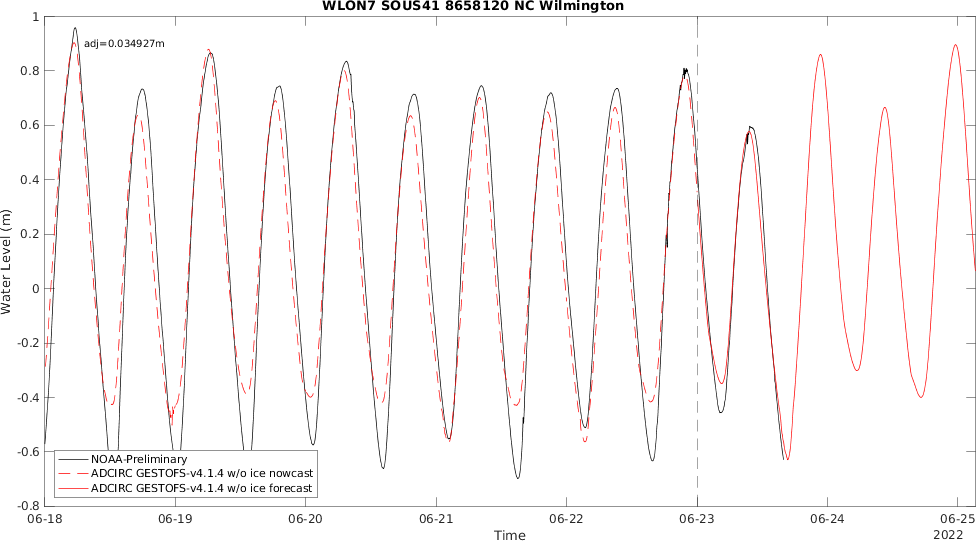 WLON7 SOUS41 8658120 NC Wilmington
adj=0.034927m
1
0.8
0.6
0.4
0.2
0
-0.2
-0.4
-0.6
-0.8
Water Level (m)
NOAA-Preliminary
ADCIRC GESTOFS-v4.1.4 w/o ice nowcast
ADCIRC GESTOFS-v4.1.4 w/o ice forecast
06-18 06-19 06-20 06-21 06-22 06-23 06-24 06-25
Time
2022